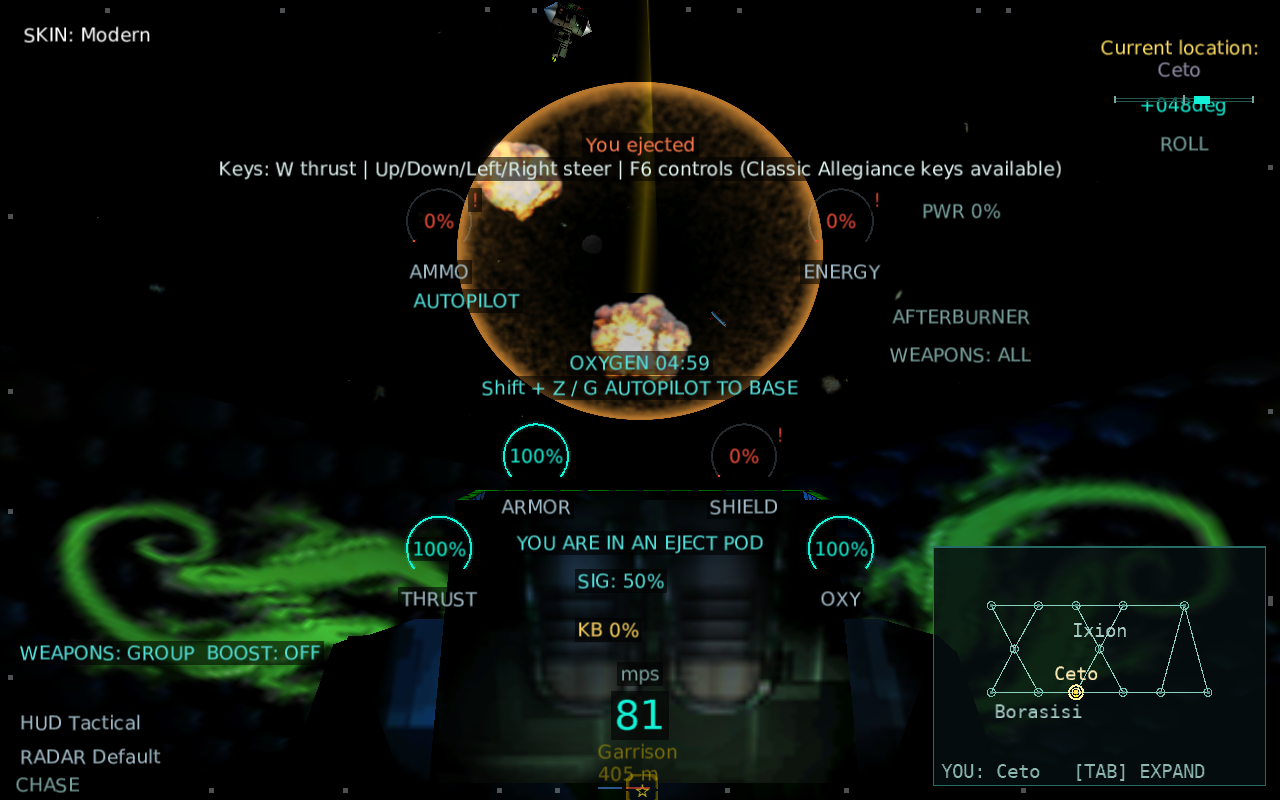 SKIN: Modern
Current location:
Ceto
+048deg
ROLL
You ejected
Keys: W thrust | Up/Down/Left/Right steer | F6 controls (Classic Allegiance keys available)
0%
!
0%
!
PWR 0%
AMMO
ENERGY
AUTOPILOT
AFTERBURNER
WEAPONS: ALL
OXYGEN 04:59
Shift + Z / G AUTOPILOT TO BASE
100%
0%
!
ARMOR
SHIELD
YOU ARE IN AN EJECT POD
100%
100%
SIG: 50%
THRUST
OXY
KB 0%
WEAPONS: GROUP BOOST: OFF
mps
81
Garrison
405 m
HUD Tactical
RADAR Default
CHASE
Ixion
Ceto
Borasisi
YOU: Ceto [TAB] EXPAND